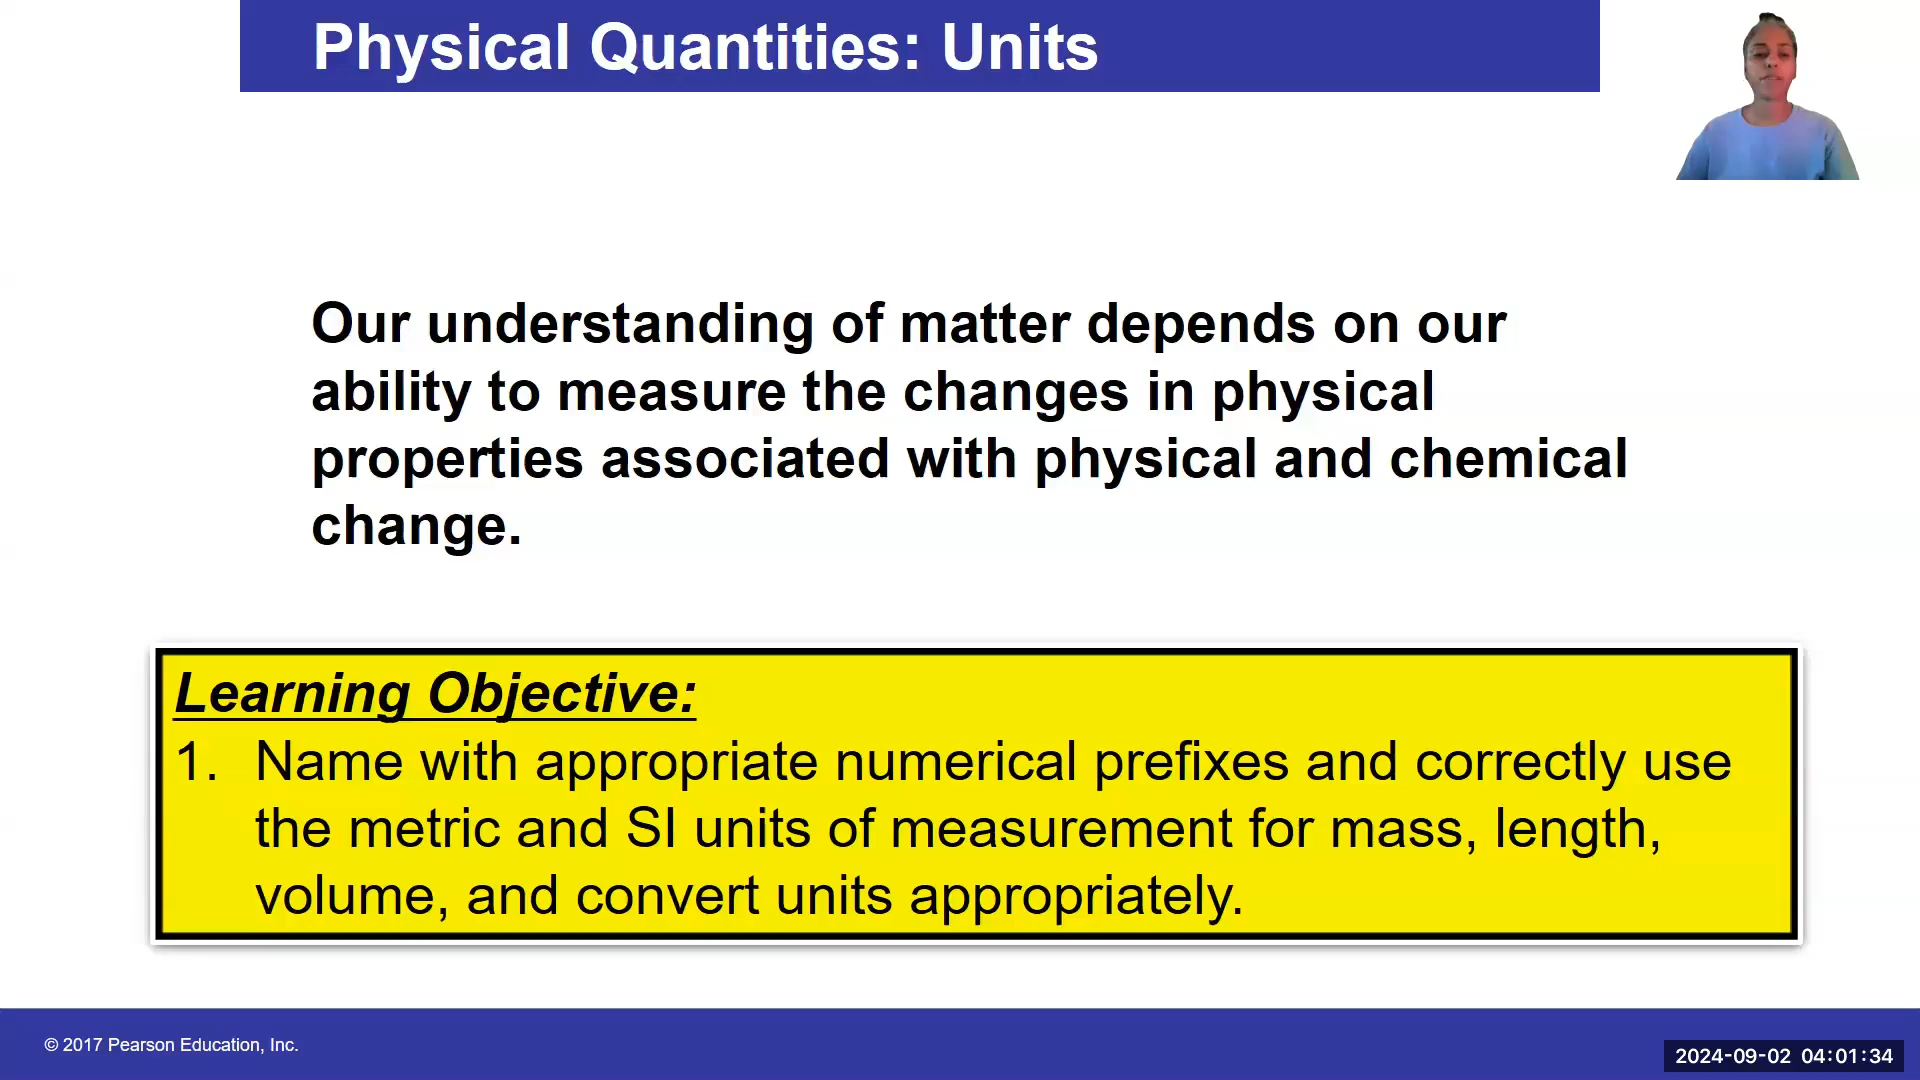 Physical Quantities: Units
Our understanding of matter depends on our
ability to measure the changes in physical
properties associated with physical and chemical
change.
Learning Objective:
1. Name with appropriate numerical prefixes and correctly use
the metric and SI units of measurement for mass, length,
volume, and convert units appropriately.
© 2017 Pearson Education, Inc.
2024-09-02 04:01:34